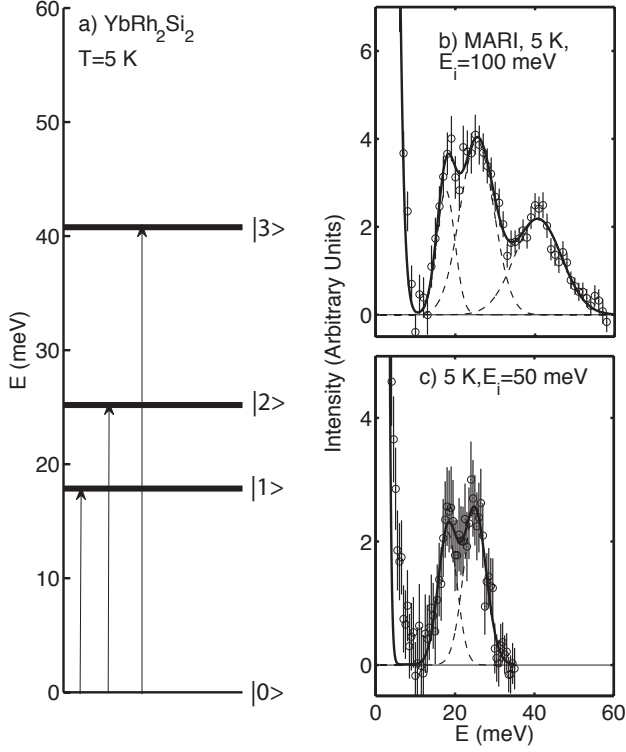 a) YbRh2Si2
T=5 K
60
50
40
30
20
10
0
E (meV)
|3>
|2>
|1>
|0>
b) MARI, 5 K,
Ei=100 meV
6
4
2
0
Intensity (Arbitrary Units)
c) 5 K,Ei=50 meV
4
2
0
0
20
40
60
E (meV)